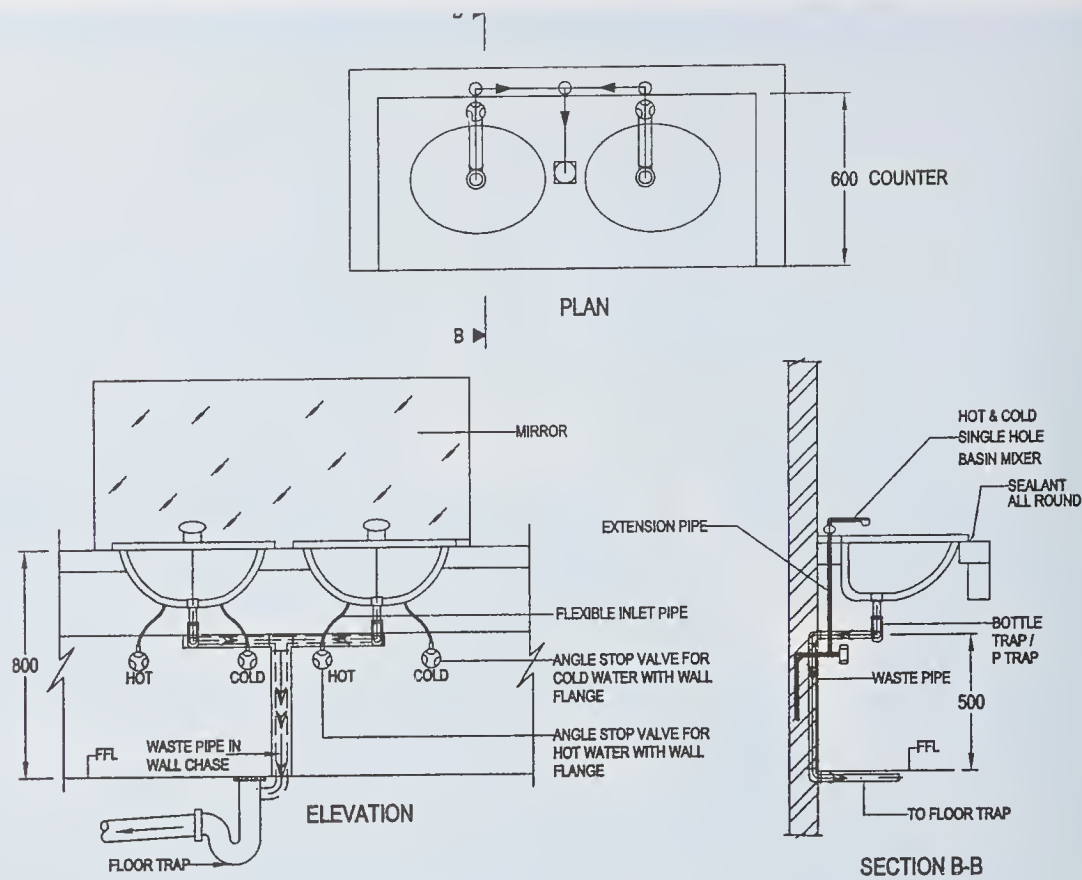 600 COUNTER
PLAN
B
MIRROR
FLEXIBLE INLET PIPE
800
HOT
COLD
HOT
COLD
ANGLE STOP VALVE FOR
COLD WATER WITH WALL
FLANGE
ANGLE STOP VALVE FOR
HOT WATER WITH WALL
FLANGE
FFL
WASTE PIPE IN
WALL CHASE
ELEVATION
FLOOR TRAP
HOT & COLD
SINGLE HOLE
BASIN MIXER
SEALANT
ALL ROUND
EXTENSION PIPE
BOTTLE
TRAP /
P TRAP
WASTE PIPE
500
FFL
TO FLOOR TRAP
SECTION B-B